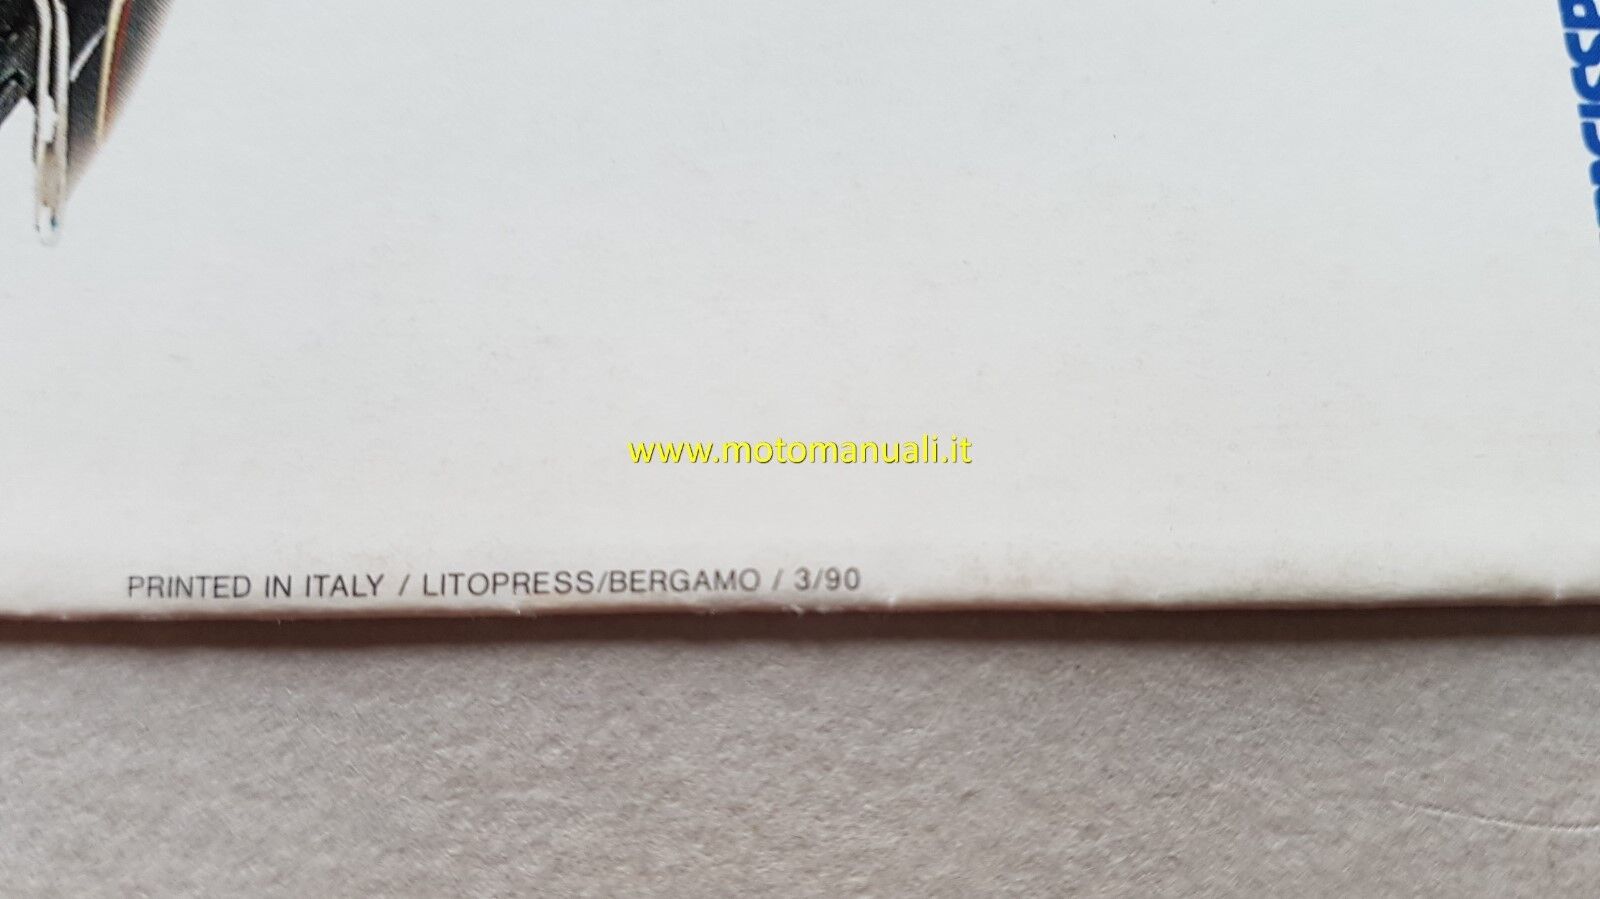 www.motomanuali.it
PRINTED IN ITALY / LITOPRESS/BERGAMO / 3/90